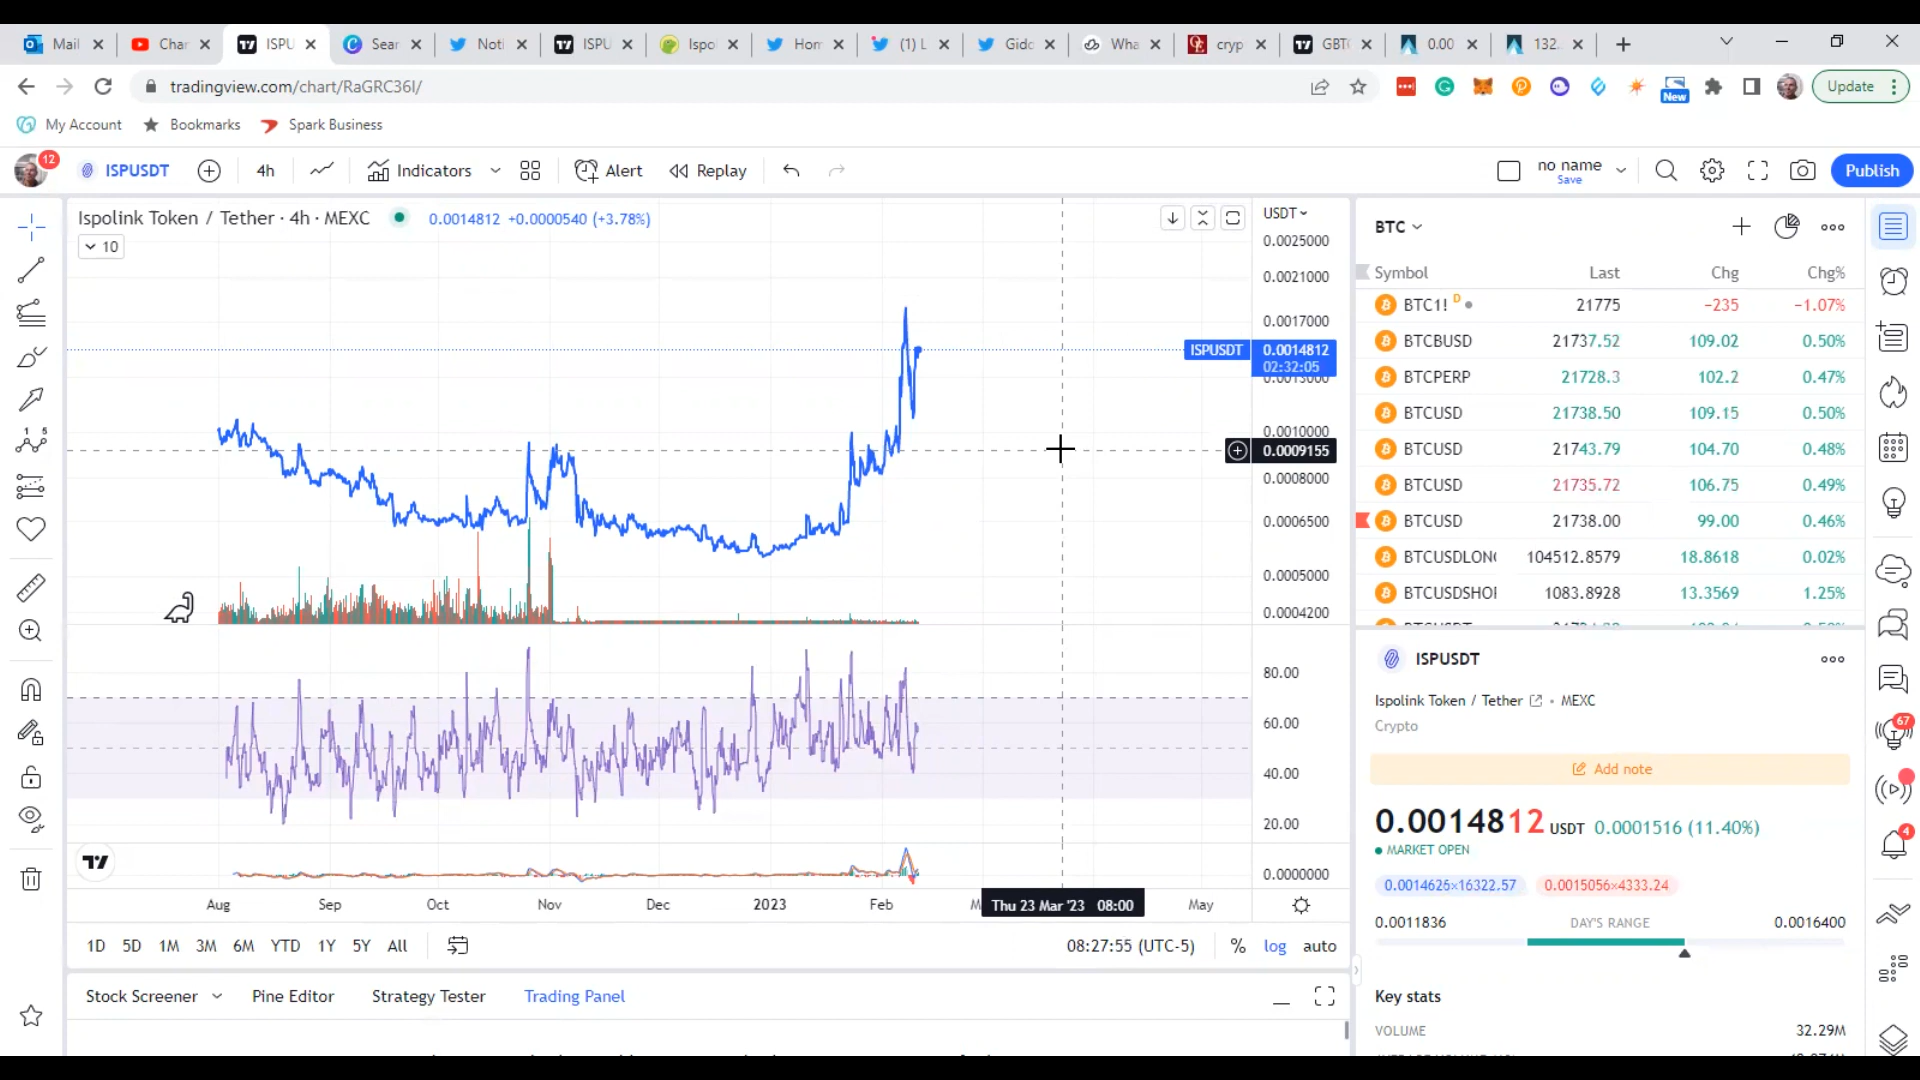 Mail
Char
ISPU
Sear
Noti
ISPU
Ispo
Hom
(1) L
Gido
Wha
cryp
GBT
0.00
132.
tradingview.com/chart/RaGRC36I/
New
Update
My Account
Bookmarks
Spark Business
12
ISPUSDT
4h
Indicators
Alert
Replay
no name
Save
Publish
Ispolink Token / Tether · 4h · MEXC
0.0014812 +0.0000540 (+3.78%)
10
USDT
0.0025000
0.0021000
0.0017000
ISPUSDT
0.0014812
02:32:05
0.0013000
0.0010000
0.0009155
0.0008000
0.0006500
0.0005000
0.0004200
80.00
60.00
40.00
20.00
0.0000000
Aug
Sep
Oct
Nov
Dec
2023
Feb
Thu 23 Mar '23 08:00
May
1D 5D 1M 3M 6M YTD 1Y 5Y All
08:27:55 (UTC-5)
% log auto
Stock Screener
Pine Editor
Strategy Tester
Trading Panel
BTC
Symbol Last Chg Chg%
BTC1! D 21775 −235 −1.07%
BTCBUSD 21737.52 109.02 0.50%
BTCPERP 21728.3 102.2 0.47%
BTCUSD 21738.50 109.15 0.50%
BTCUSD 21743.79 104.70 0.48%
BTCUSD 21735.72 106.75 0.49%
BTCUSD 21738.00 99.00 0.46%
BTCUSDLON 104512.8579 18.8618 0.02%
BTCUSDSHO 1083.8928 13.3569 1.25%
ISPUSDT
Ispolink Token / Tether • MEXC
Crypto
Add note
0.0014812 USDT 0.0001516 (11.40%)
MARKET OPEN
0.0014626×16322.57
0.0015056×4333.24
0.0011836 DAY'S RANGE 0.0016400
Key stats
VOLUME 32.29M
67
4